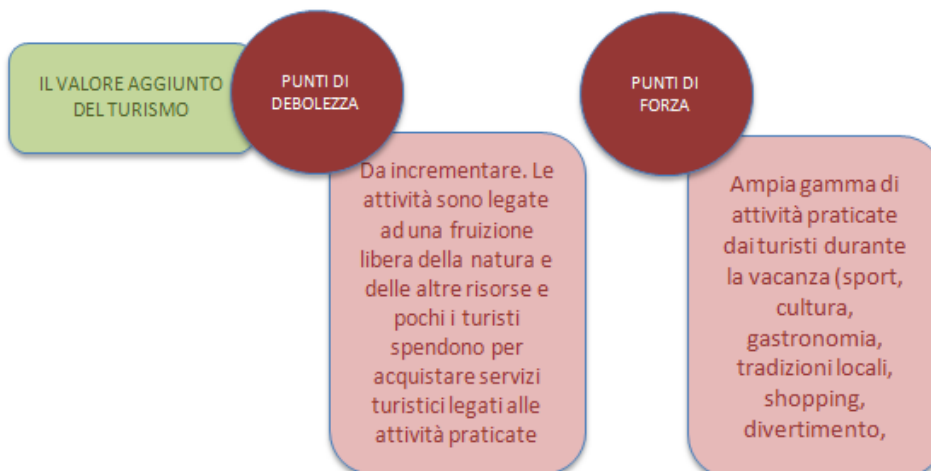 IL VALORE AGGIUNTO
DEL TURISMO
PUNTI DI
DEBOLEZZA
Da incrementare. Le
attività sono legate
ad una fruizione
libera della natura e
delle altre risorse e
pochi i turisti
spendono per
acquistare servizi
turistici legati alle
attività praticate
PUNTI DI
FORZA
Ampia gamma di
attività praticate
dai turisti durante
la vacanza (sport,
cultura,
gastronomia,
tradizioni locali,
shopping,
divertimento,